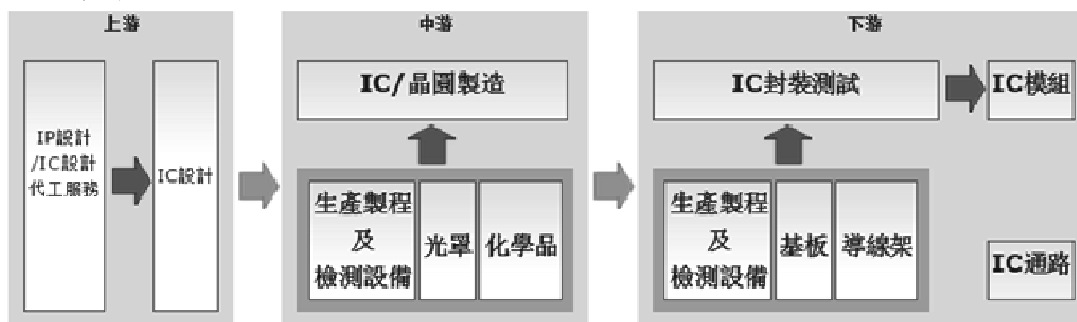 上游
IP設計
/IC設計
代工服務
IC設計
中游
IC/晶圓製造
生產製程
及
檢測設備
光罩
化學品
下游
IC封裝測試
IC模組
生產製程
及
檢測設備
基板
導線架
IC通路